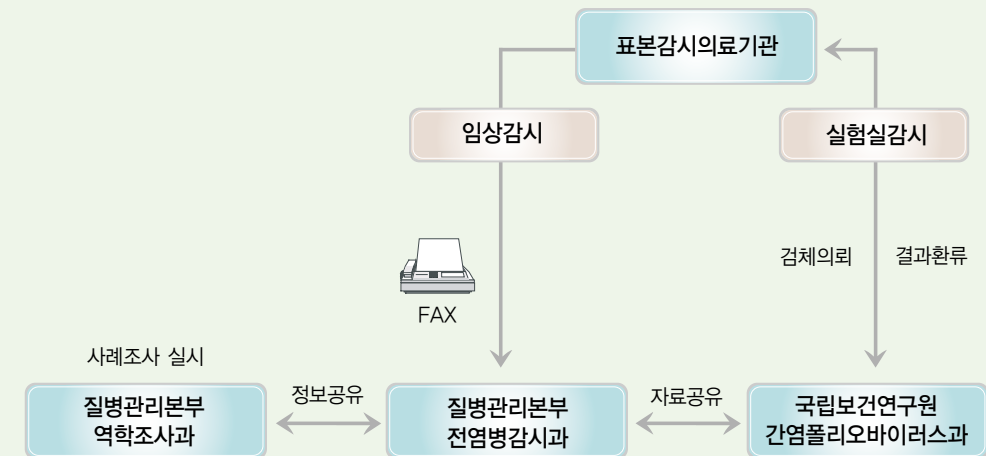 표본감시의료기관
임상감시
실험실감시
검체의뢰
결과환류
FAX
사례조사 실시
질병관리본부
역학조사과
정보공유
질병관리본부
전염병감시과
자료공유
국립보건연구원
간염폴리오바이러스과